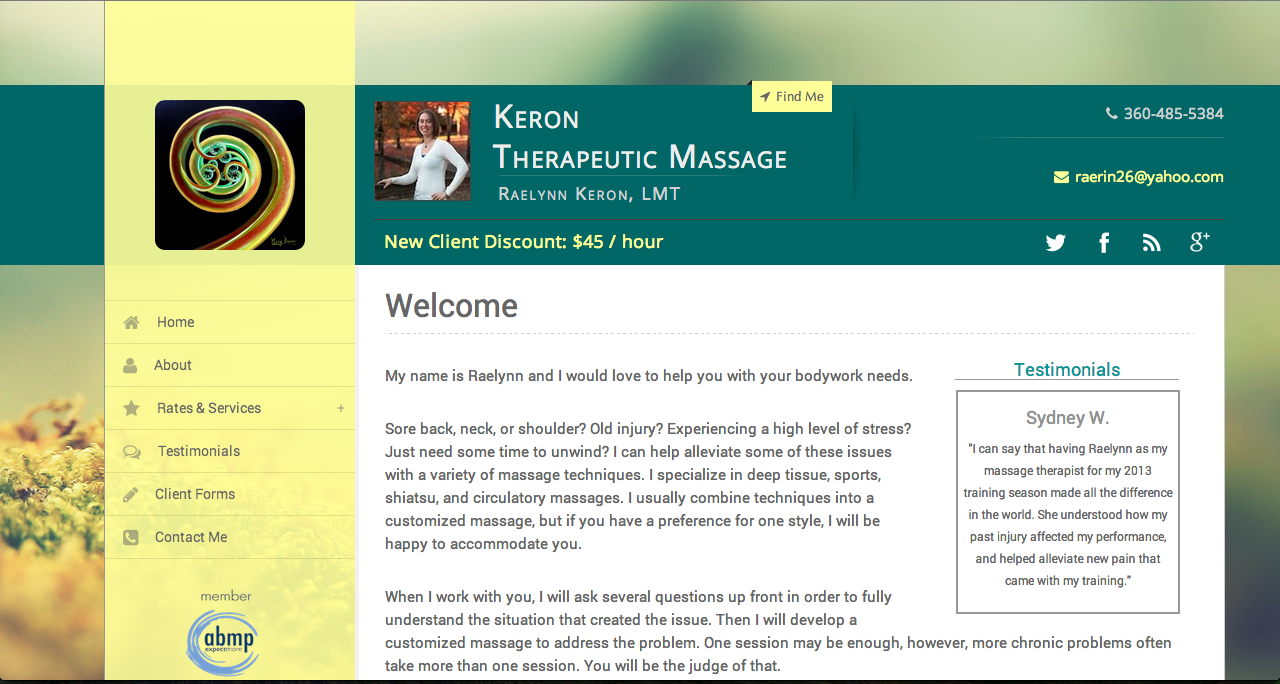 Find Me
Keron
Therapeutic Massage
Raelynn Keron, LMT
360-485-5384
raerin26@yahoo.com
New Client Discount: $45 / hour
Home
About
Rates & Services +
Testimonials
Client Forms
Contact Me
member
abmp
expectmore
Welcome
My name is Raelynn and I would love to help you with your bodywork needs.
Sore back, neck, or shoulder? Old injury? Experiencing a high level of stress?
Just need some time to unwind? I can help alleviate some of these issues
with a variety of massage techniques. I specialize in deep tissue, sports,
shiatsu, and circulatory massages. I usually combine techniques into a
customized massage, but if you have a preference for one style, I will be
happy to accommodate you.
When I work with you, I will ask several questions up front in order to fully
understand the situation that created the issue. Then I will develop a
customized massage to address the problem. One session may be enough, however, more chronic problems often
take more than one session. You will be the judge of that.
Testimonials
Sydney W.
"I can say that having Raelynn as my
massage therapist for my 2013
training season made all the difference
in the world. She understood how my
past injury affected my performance,
and helped alleviate new pain that
came with my training."